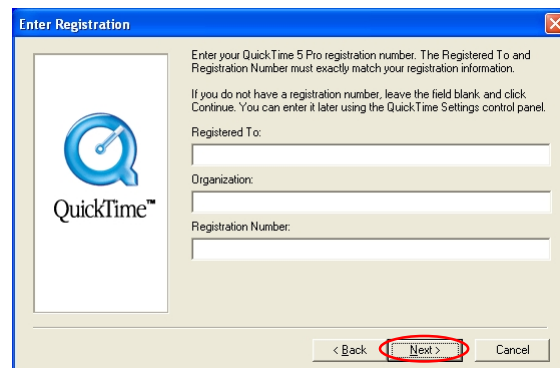 Enter Registration
Enter your QuickTime 5 Pro registration number. The Registered To and
Registration Number must exactly match your registration information.
If you do not have a registration number, leave the field blank and click
Continue. You can enter it later using the QuickTime Settings control panel.
Registered To:
Organization:
QuickTime™
Registration Number:
< Back
Next >
Cancel